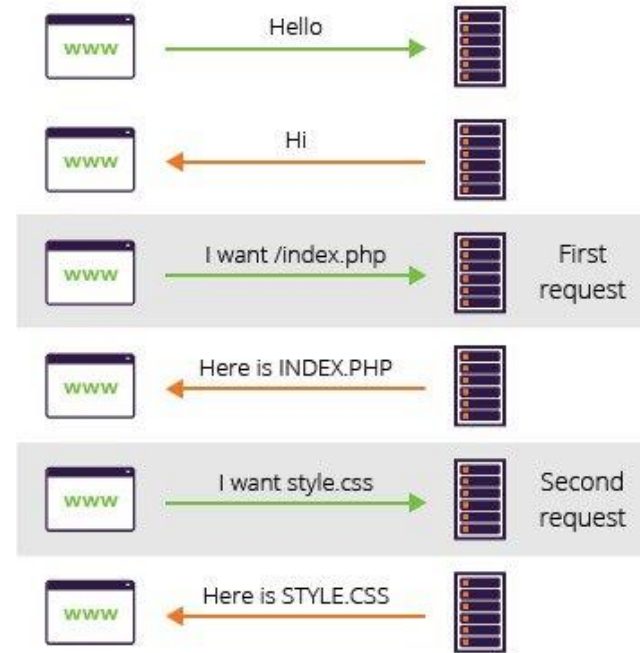 Hello
www
Hi
www
I want /index.php
www
First
request
Here is INDEX.PHP
www
I want style.css
www
Second
request
Here is STYLE.CSS
www